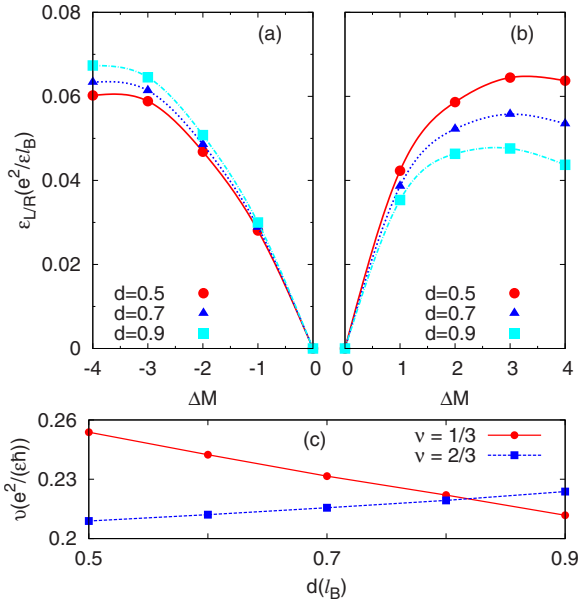 (a) (b)
0.08
0.06
0.04
0.02
0
ε_L/R(e²/εl_B)
d=0.5
d=0.7
d=0.9
d=0.5
d=0.7
d=0.9
-4 -3 -2 -1 0
0 1 2 3 4
ΔM ΔM
(c)
0.26
0.23
0.2
υ(e²/(εħ))
ν = 1/3
ν = 2/3
0.5 0.7 0.9
d(l_B)